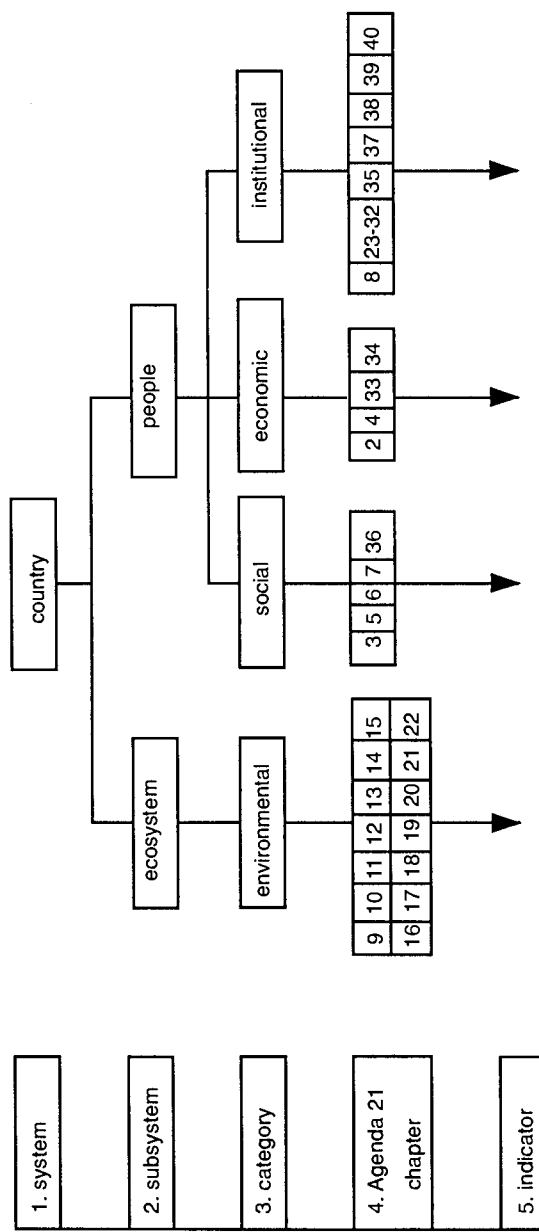 1. system
country
2. subsystem
ecosystem
people
3. category
environmental
social
economic
institutional
4. Agenda 21
chapter
9 10 11 12 13 14 15
16 17 18 19 20 21 22
3 5 6 7 36
2 4 33 34
8 23-32 35 37 38 39 40
5. indicator